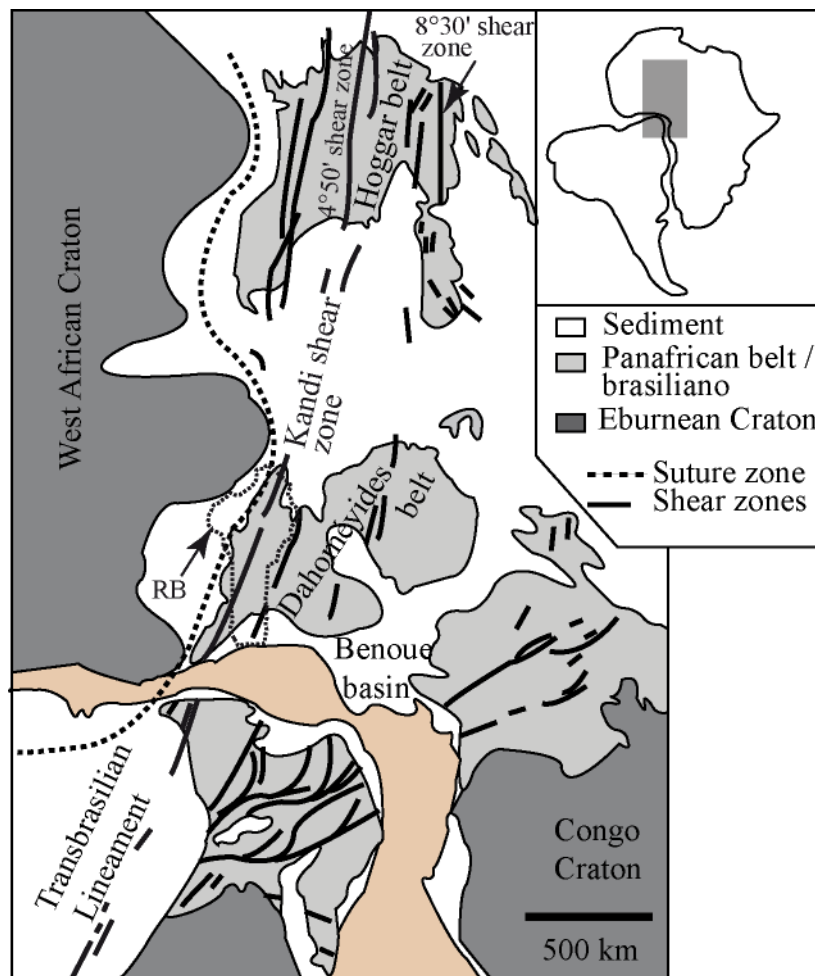 8°30' shear
zone
4°50' shear zone
Hoggar belt
West African Craton
Kandi shear
zone
Dahomeyides
belt
RB
Benoue
basin
Transbrasilian
Lineament
Congo
Craton
500 km
Sediment
Panafrican belt /
brasiliano
Eburnean Craton
Suture zone
Shear zones